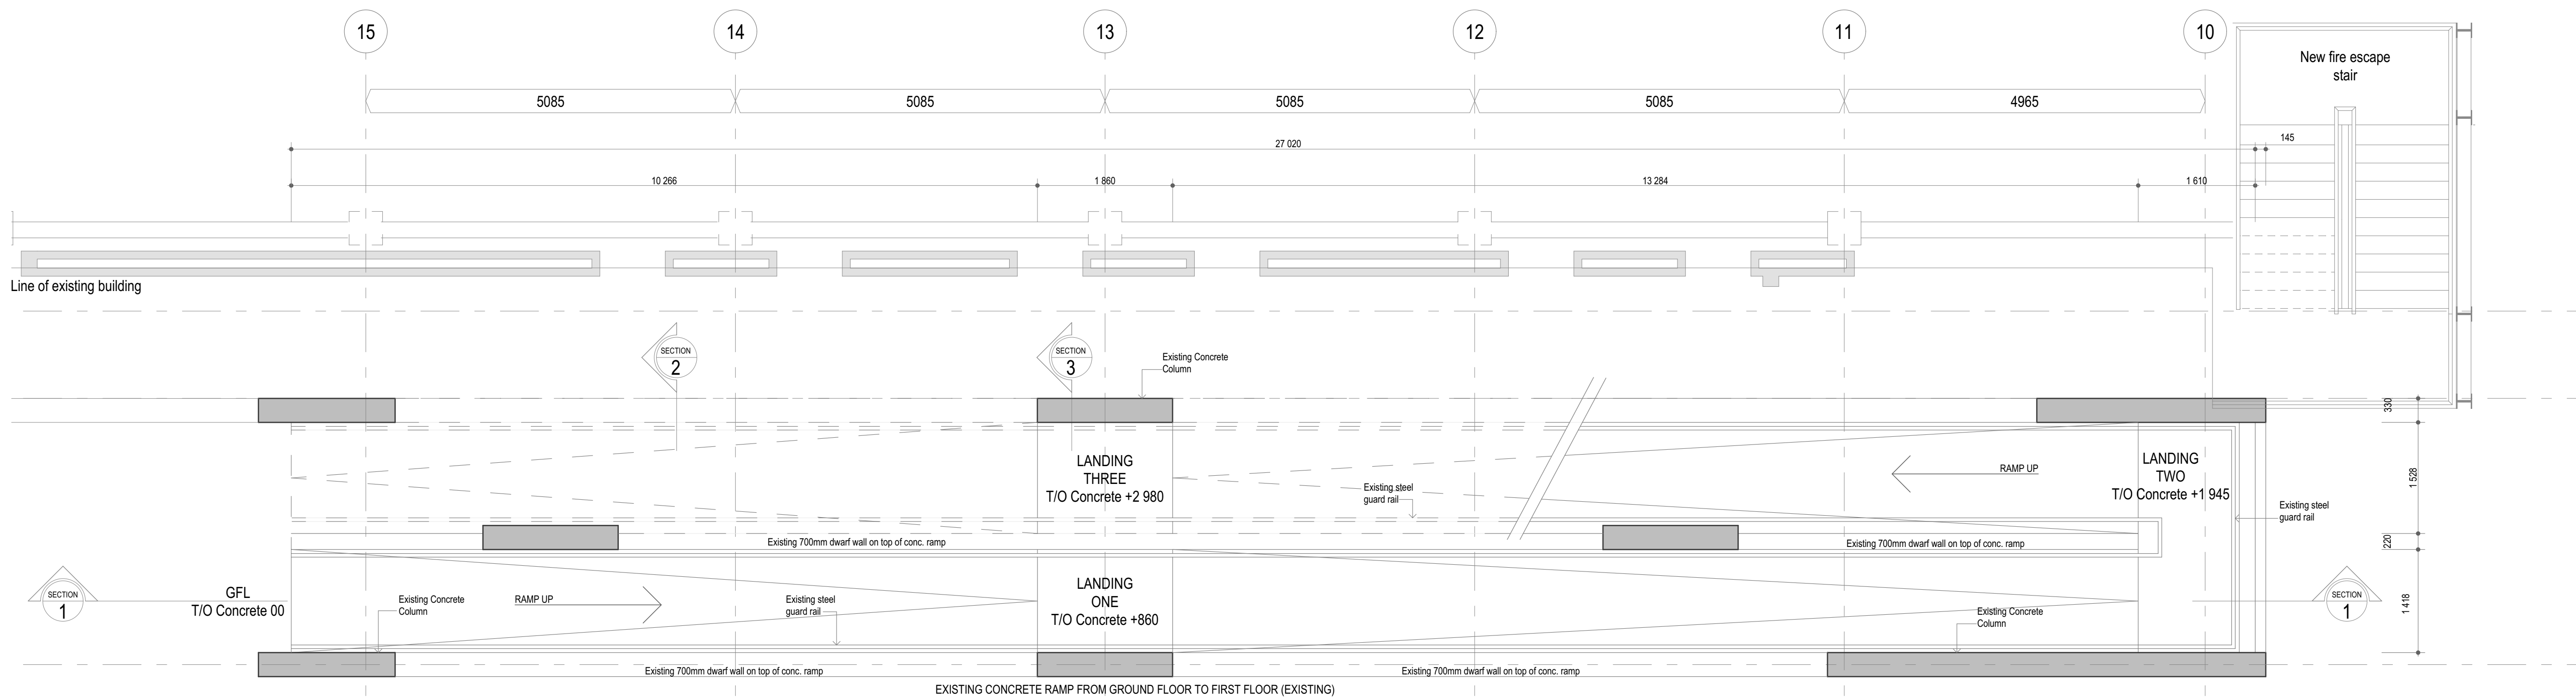 15
14
13
12
11
10
New fire escape
stair
5085
5085
5085
5085
4965
27 020
145
10 266
1 860
13 284
1 610
Line of existing building
SECTION
2
SECTION
3
Existing Concrete
Column
330
LANDING
THREE
T/O Concrete +2 980
RAMP UP
LANDING
TWO
T/O Concrete +1 945
1 528
Existing steel
guard rail
Existing steel
guard rail
Existing 700mm dwarf wall on top of conc. ramp
Existing 700mm dwarf wall on top of conc. ramp
220
SECTION
1
GFL
T/O Concrete 00
Existing Concrete
Column
RAMP UP
Existing steel
guard rail
LANDING
ONE
T/O Concrete +860
Existing Concrete
Column
SECTION
1
1 418
Existing 700mm dwarf wall on top of conc. ramp
Existing 700mm dwarf wall on top of conc. ramp
EXISTING CONCRETE RAMP FROM GROUND FLOOR TO FIRST FLOOR (EXISTING)